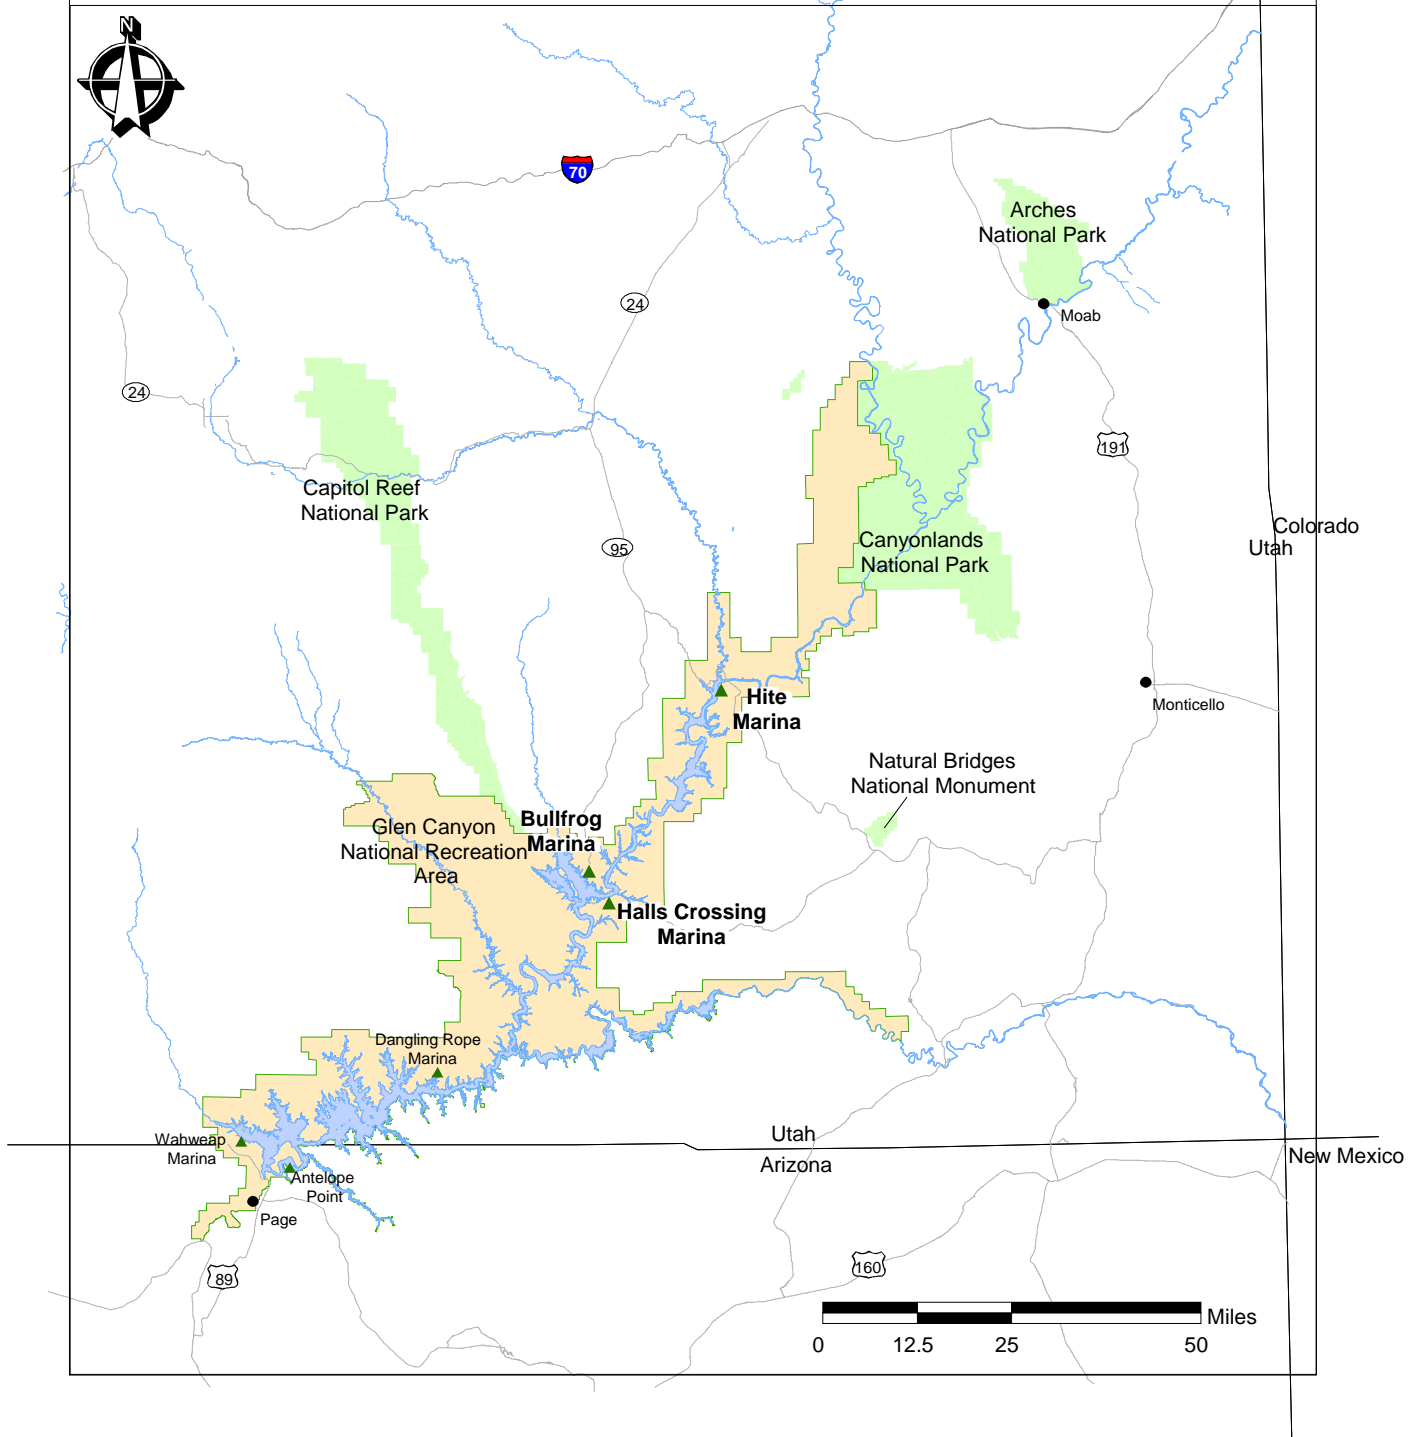 N
70
Arches
National Park
24
Moab
24
191
Capitol Reef
National Park
Colorado
Utah
95
Canyonlands
National Park
Hite
Marina
Monticello
Natural Bridges
National Monument
Bullfrog
Marina
Glen Canyon
National Recreation
Area
Halls Crossing
Marina
Dangling Rope
Marina
Utah
Wahweap
Marina
New Mexico
Arizona
Antelope
Point
Page
160
89
Miles
0 12.5 25 50